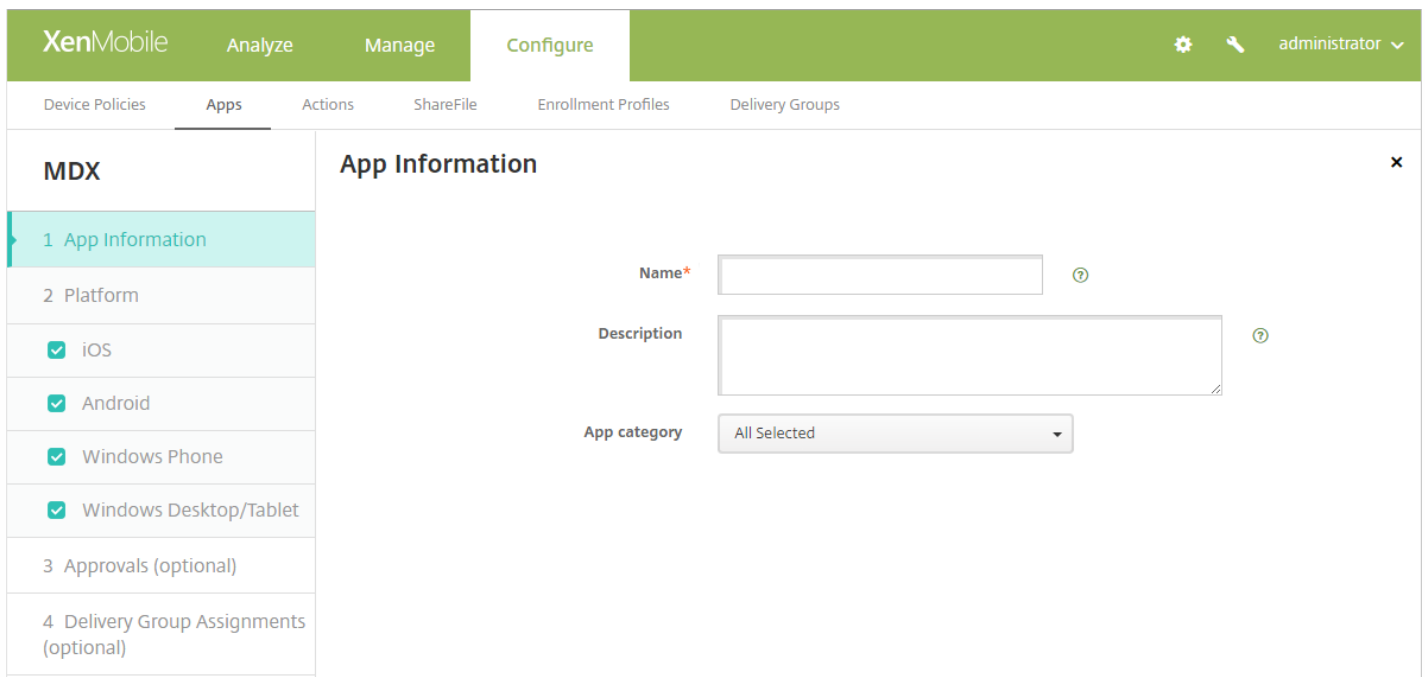 XenMobile Analyze Manage Configure administrator
Device Policies Apps Actions ShareFile Enrollment Profiles Delivery Groups
MDX
1 App Information
2 Platform
iOS
Android
Windows Phone
Windows Desktop/Tablet
3 Approvals (optional)
4 Delivery Group Assignments
(optional)
App Information
Name*
Description
App category
All Selected